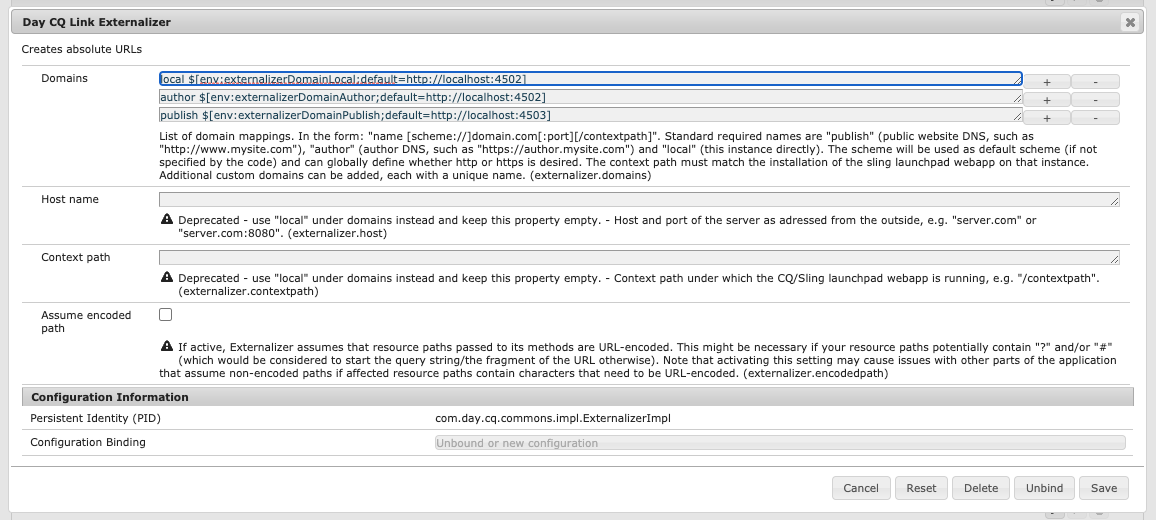 Day CQ Link Externalizer
Creates absolute URLs
Domains
local $[env:externalizerDomainLocal;default=http://localhost:4502]
+
-
author $[env:externalizerDomainAuthor;default=http://localhost:4502]
+
-
publish $[env:externalizerDomainPublish;default=http://localhost:4503]
+
-
List of domain mappings. In the form: "name [scheme://]domain.com[:port][/contextpath]". Standard required names are "publish" (public website DNS, such as
"http://www.mysite.com"), "author" (author DNS, such as "https://author.mysite.com") and "local" (this instance directly). The scheme will be used as default scheme (if not
specified by the code) and can globally define whether http or https is desired. The context path must match the installation of the sling launchpad webapp on that instance.
Additional custom domains can be added, each with a unique name. (externalizer.domains)
Host name
Deprecated - use "local" under domains instead and keep this property empty. - Host and port of the server as adressed from the outside, e.g. "server.com" or
"server.com:8080". (externalizer.host)
Context path
Deprecated - use "local" under domains instead and keep this property empty. - Context path under which the CQ/Sling launchpad webapp is running, e.g. "/contextpath".
(externalizer.contextpath)
Assume encoded
path
If active, Externalizer assumes that resource paths passed to its methods are URL-encoded. This might be necessary if your resource paths potentially contain "?" and/or "#"
(which would be considered to start the query string/the fragment of the URL otherwise). Note that activating this setting may cause issues with other parts of the application
that assume non-encoded paths if affected resource paths contain characters that need to be URL-encoded. (externalizer.encodedpath)
Configuration Information
Persistent Identity (PID)
com.day.cq.commons.impl.ExternalizerImpl
Configuration Binding
Unbound or new configuration
Cancel
Reset
Delete
Unbind
Save